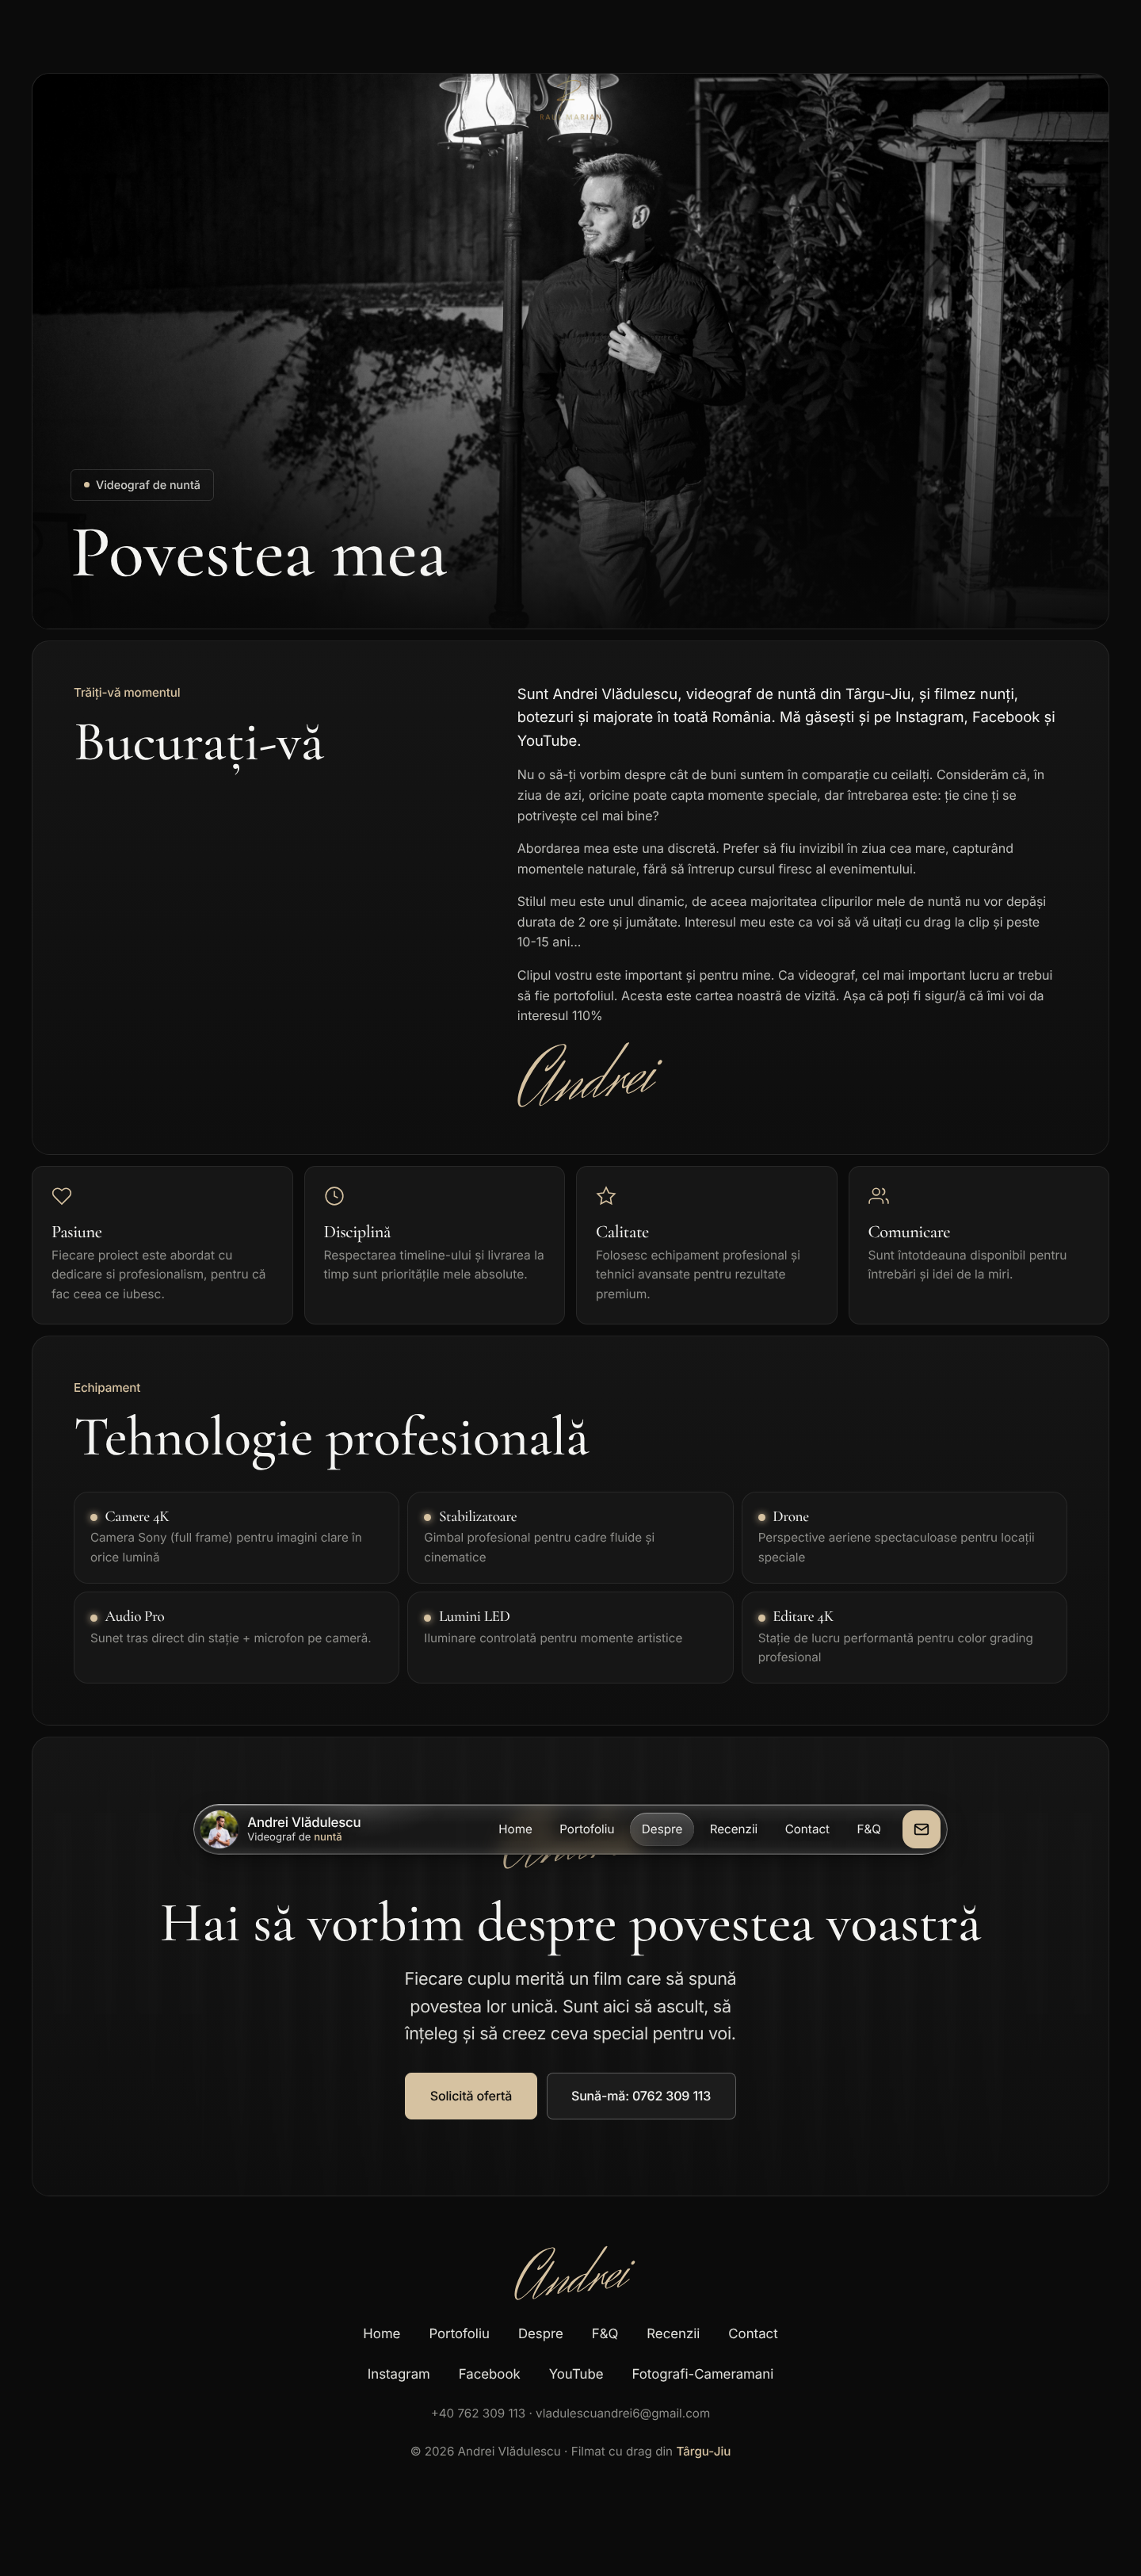 Videograf de nuntă
Povestea mea
Trăiți-vă momentul
Bucurați-vă
Sunt Andrei Vlădulescu, videograf de nuntă din Târgu-Jiu, și filmez nunți,
botezuri și majorate în toată România. Mă găsești și pe Instagram, Facebook și
YouTube.
Nu o să-ți vorbim despre cât de buni suntem în comparație cu ceilalți. Considerăm că, în
ziua de azi, oricine poate capta momente speciale, dar întrebarea este: ție cine ți se
potrivește cel mai bine?
Abordarea mea este una discretă. Prefer să fiu invizibil în ziua cea mare, capturând
momentele naturale, fără să întrerup cursul firesc al evenimentului.
Stilul meu este unul dinamic, de aceea majoritatea clipurilor mele de nuntă nu vor depăși
durata de 2 ore și jumătate. Interesul meu este ca voi să vă uitați cu drag la clip și peste
10-15 ani...
Clipul vostru este important și pentru mine. Ca videograf, cel mai important lucru ar trebui
să fie portofoliul. Acesta este cartea noastră de vizită. Așa că poți fi sigur/ă că îmi voi da
interesul 110%
Andrei
Pasiune
Fiecare proiect este abordat cu
dedicare si profesionalism, pentru că
fac ceea ce iubesc.
Disciplină
Respectarea timeline-ului și livrarea la
timp sunt prioritățile mele absolute.
Calitate
Folosesc echipament profesional și
tehnici avansate pentru rezultate
premium.
Comunicare
Sunt întotdeauna disponibil pentru
întrebări și idei de la miri.
Echipament
Tehnologie profesională
Camere 4K
Camera Sony (full frame) pentru imagini clare în
orice lumină
Stabilizatoare
Gimbal profesional pentru cadre fluide și
cinematice
Drone
Perspective aeriene spectaculoase pentru locații
speciale
Audio Pro
Sunet tras direct din stație + microfon pe cameră.
Lumini LED
Iluminare controlată pentru momente artistice
Editare 4K
Stație de lucru performantă pentru color grading
profesional
Andrei Vlădulescu
Videograf de nuntă
Home Portofoliu Despre Recenzii Contact F&Q
Hai să vorbim despre povestea voastră
Fiecare cuplu merită un film care să spună
povestea lor unică. Sunt aici să ascult, să
înțeleg și să creez ceva special pentru voi.
Solicită ofertă
Sună-mă: 0762 309 113
Andrei
Home Portofoliu Despre F&Q Recenzii Contact
Instagram Facebook YouTube Fotografi-Cameramani
+40 762 309 113 · vladulescuandrei6@gmail.com
© 2026 Andrei Vlădulescu · Filmat cu drag din Târgu-Jiu